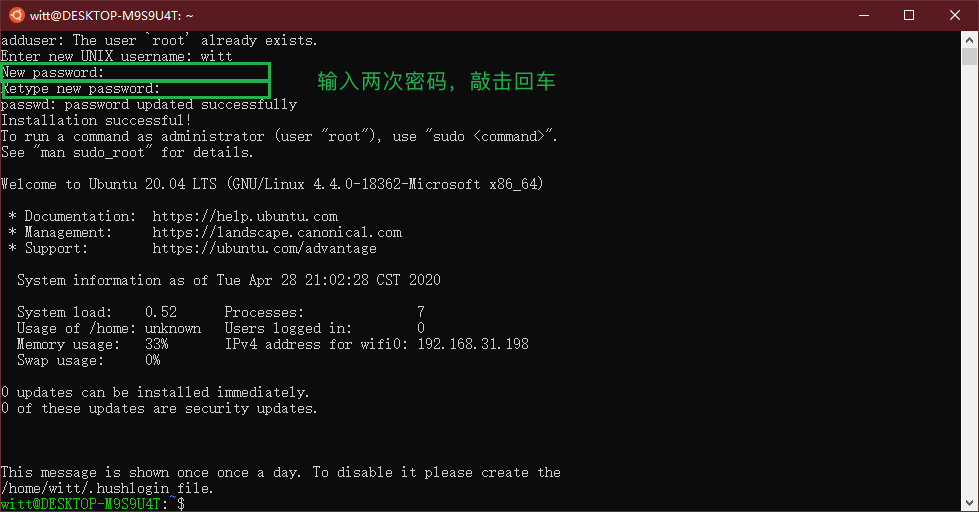 witt@DESKTOP-M9S9U4T: ~
adduser: The user `root' already exists.
Enter new UNIX username: witt
New password:
Retype new password:
输入两次密码，敲击回车
passwd: password updated successfully
Installation successful!
To run a command as administrator (user "root"), use "sudo <command>".
See "man sudo_root" for details.
Welcome to Ubuntu 20.04 LTS (GNU/Linux 4.4.0-18362-Microsoft x86_64)
* Documentation:  https://help.ubuntu.com
* Management:     https://landscape.canonical.com
* Support:        https://ubuntu.com/advantage
System information as of Tue Apr 28 21:02:28 CST 2020
System load:    0.52      Processes:              7
Usage of /home: unknown   Users logged in:        0
Memory usage:   33%       IPv4 address for wifi0: 192.168.31.198
Swap usage:     0%
0 updates can be installed immediately.
0 of these updates are security updates.
This message is shown once once a day. To disable it please create the
/home/witt/.hushlogin file.
witt@DESKTOP-M9S9U4T:~$